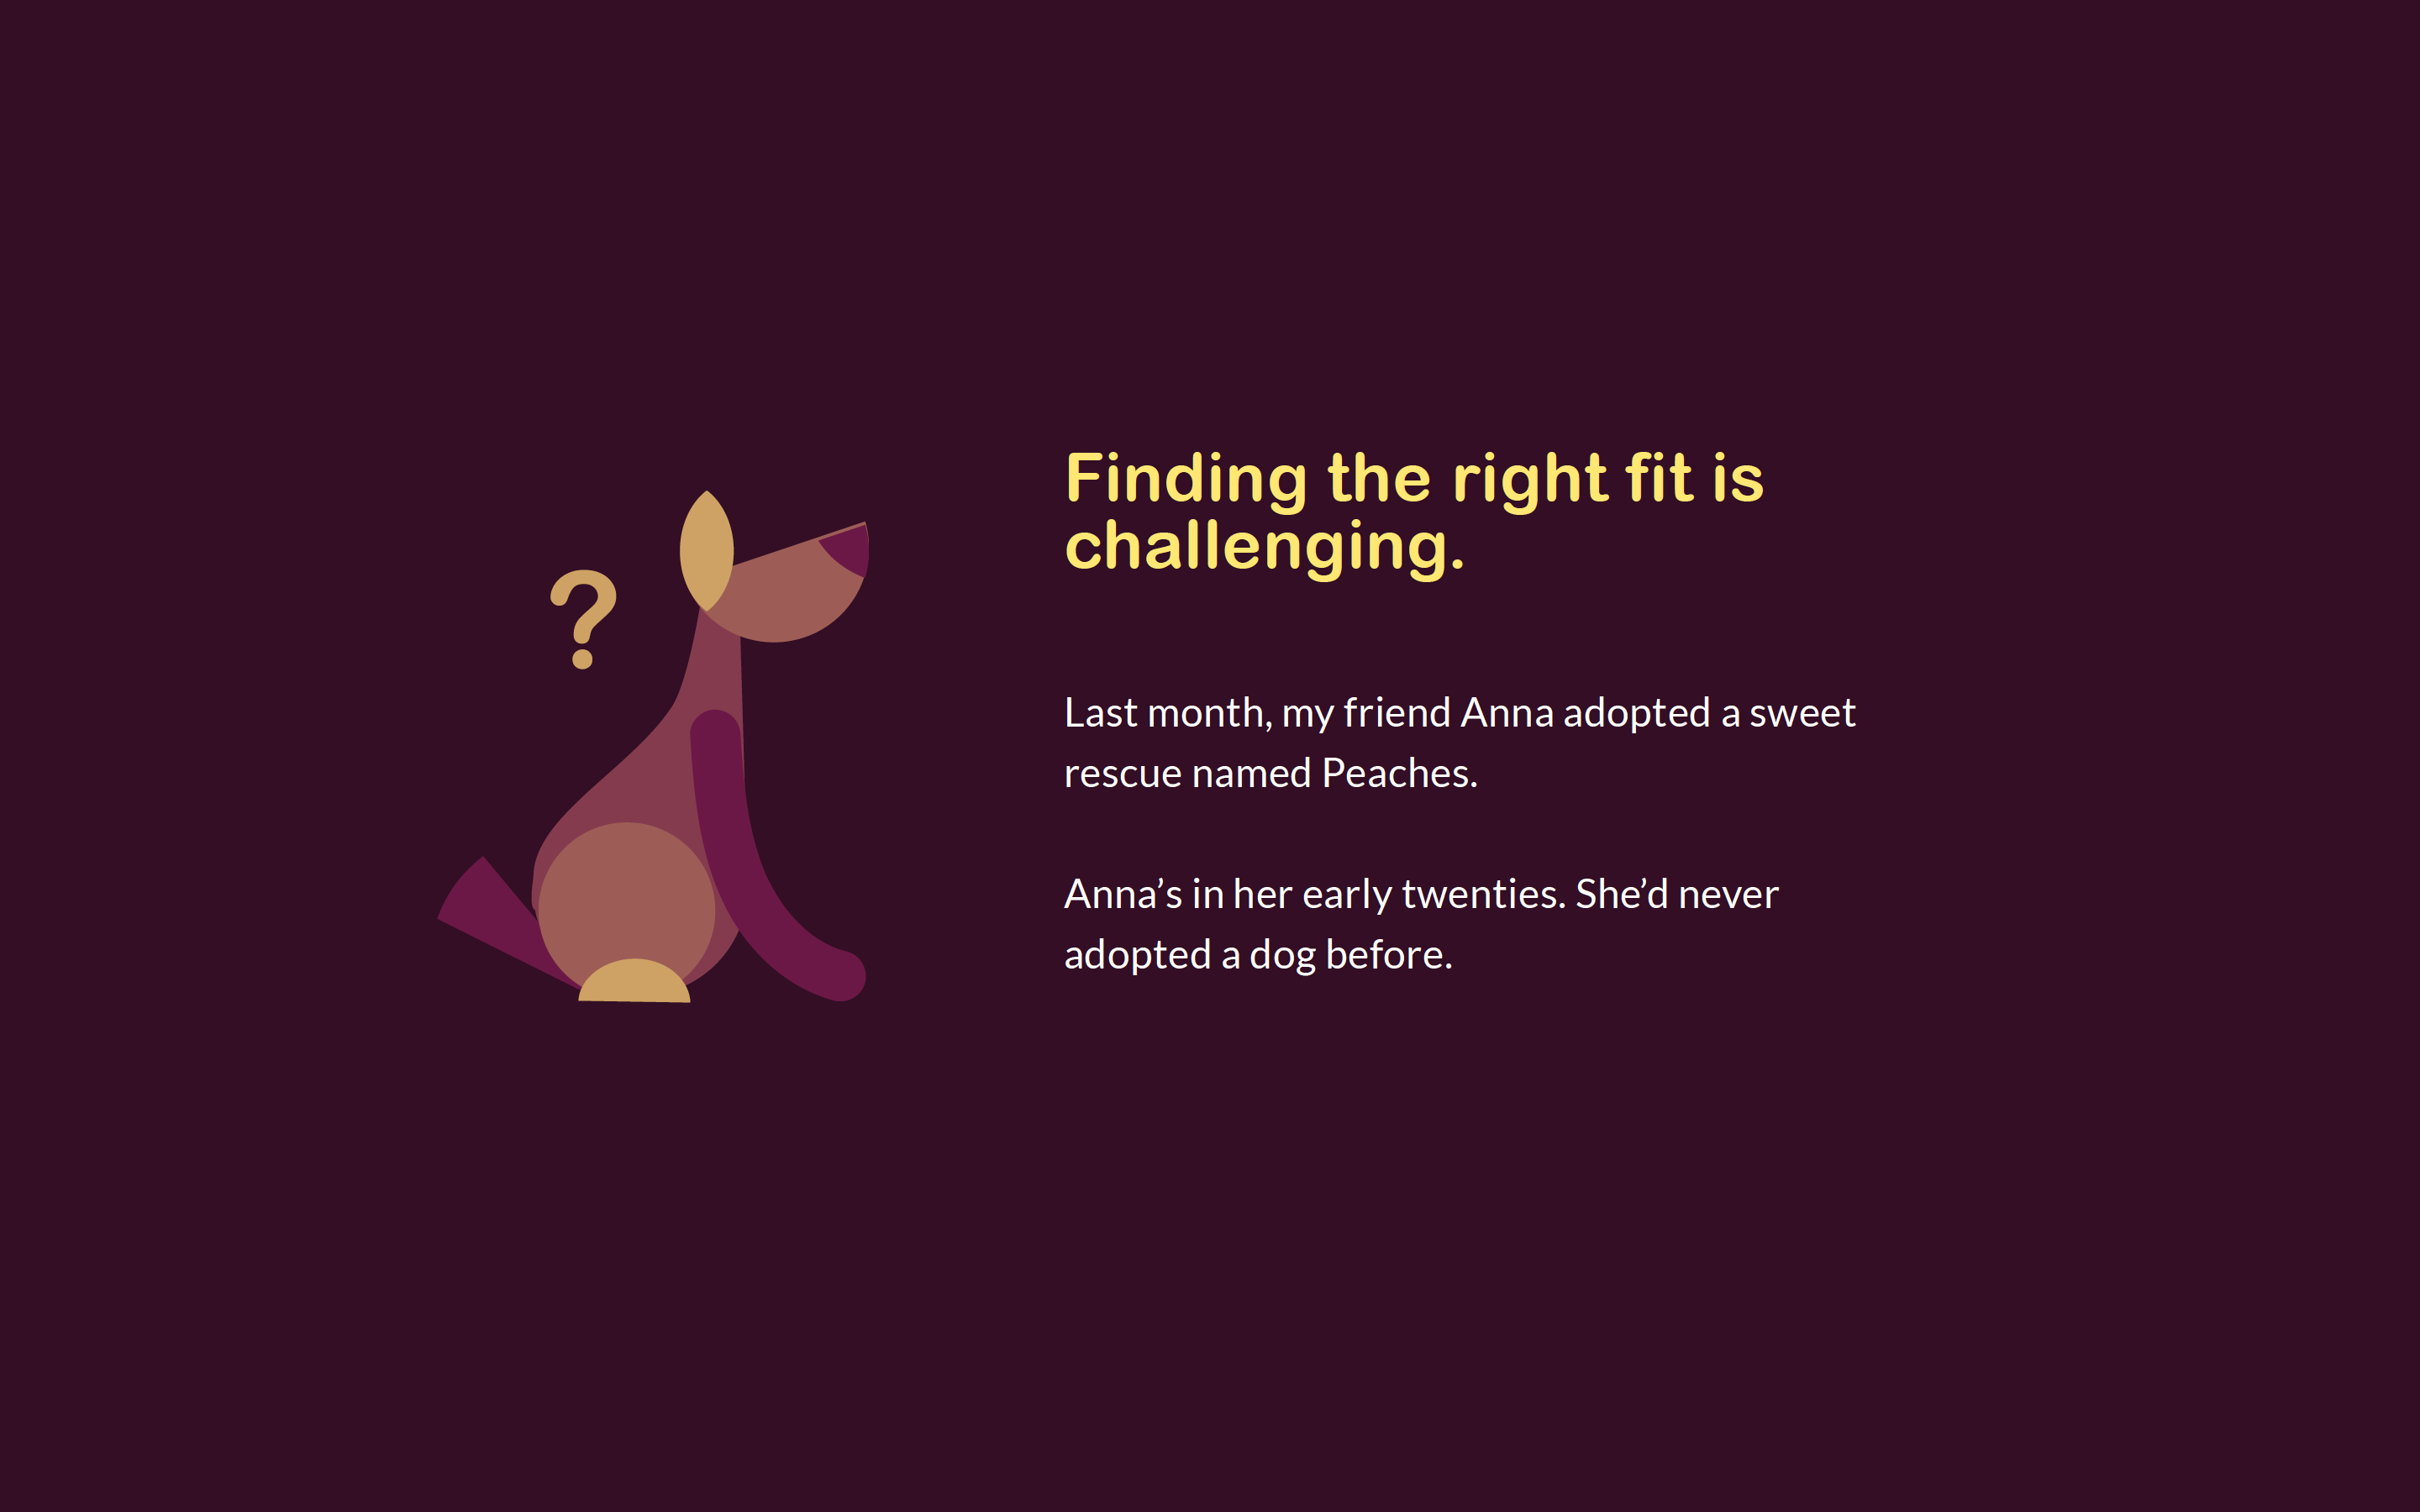 ?
Finding the right fit is
challenging.
Last month, my friend Anna adopted a sweet
rescue named Peaches.
Anna’s in her early twenties. She’d never
adopted a dog before.